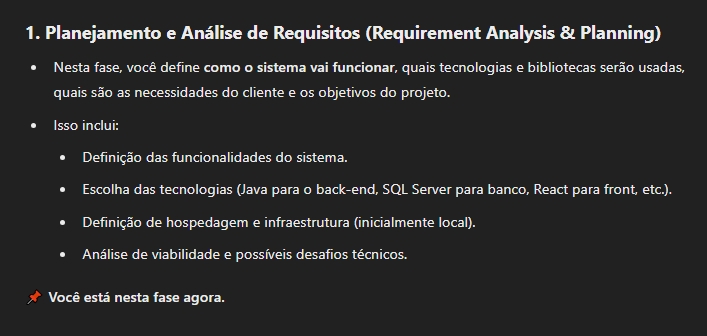 1. Planejamento e Análise de Requisitos (Requirement Analysis & Planning)
Nesta fase, você define como o sistema vai funcionar, quais tecnologias e bibliotecas serão usadas,
quais são as necessidades do cliente e os objetivos do projeto.
Isso inclui:
Definição das funcionalidades do sistema.
Escolha das tecnologias (Java para o back-end, SQL Server para banco, React para front, etc.).
Definição de hospedagem e infraestrutura (inicialmente local).
Análise de viabilidade e possíveis desafios técnicos.
📌 Você está nesta fase agora.